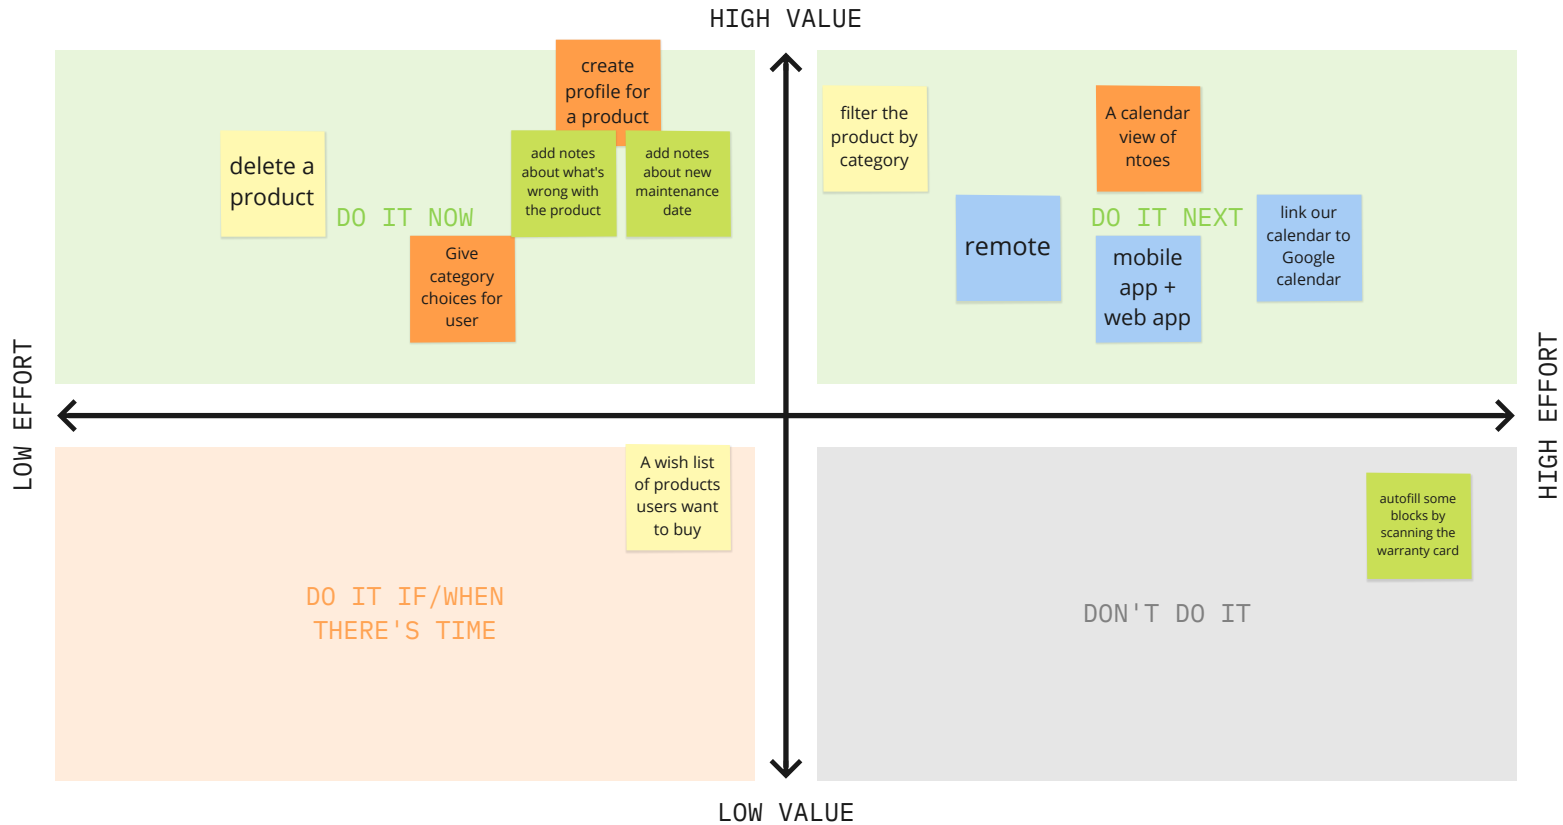 HIGH VALUE
create
profile for
a product
delete a
product
add notes
about what's
wrong with
the product
add notes
about new
maintenance
date
DO IT NOW
Give
category
choices for
user
filter the
product by
category
A calendar
view of
ntoes
remote
DO IT NEXT
mobile
app +
web app
link our
calendar to
Google
calendar
LOW EFFORT
HIGH EFFORT
A wish list
of products
users want
to buy
DO IT IF/WHEN
THERE'S TIME
autofill some
blocks by
scanning the
warranty card
DON'T DO IT
LOW VALUE